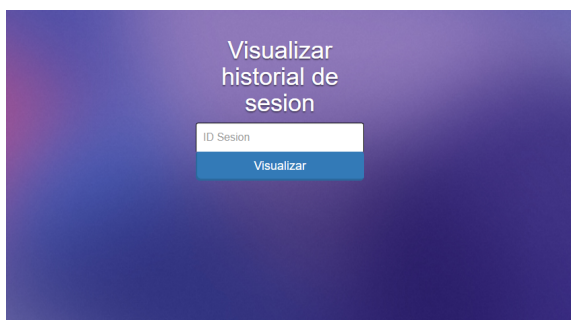 Visualizar
historial de
sesion
ID Sesion
Visualizar